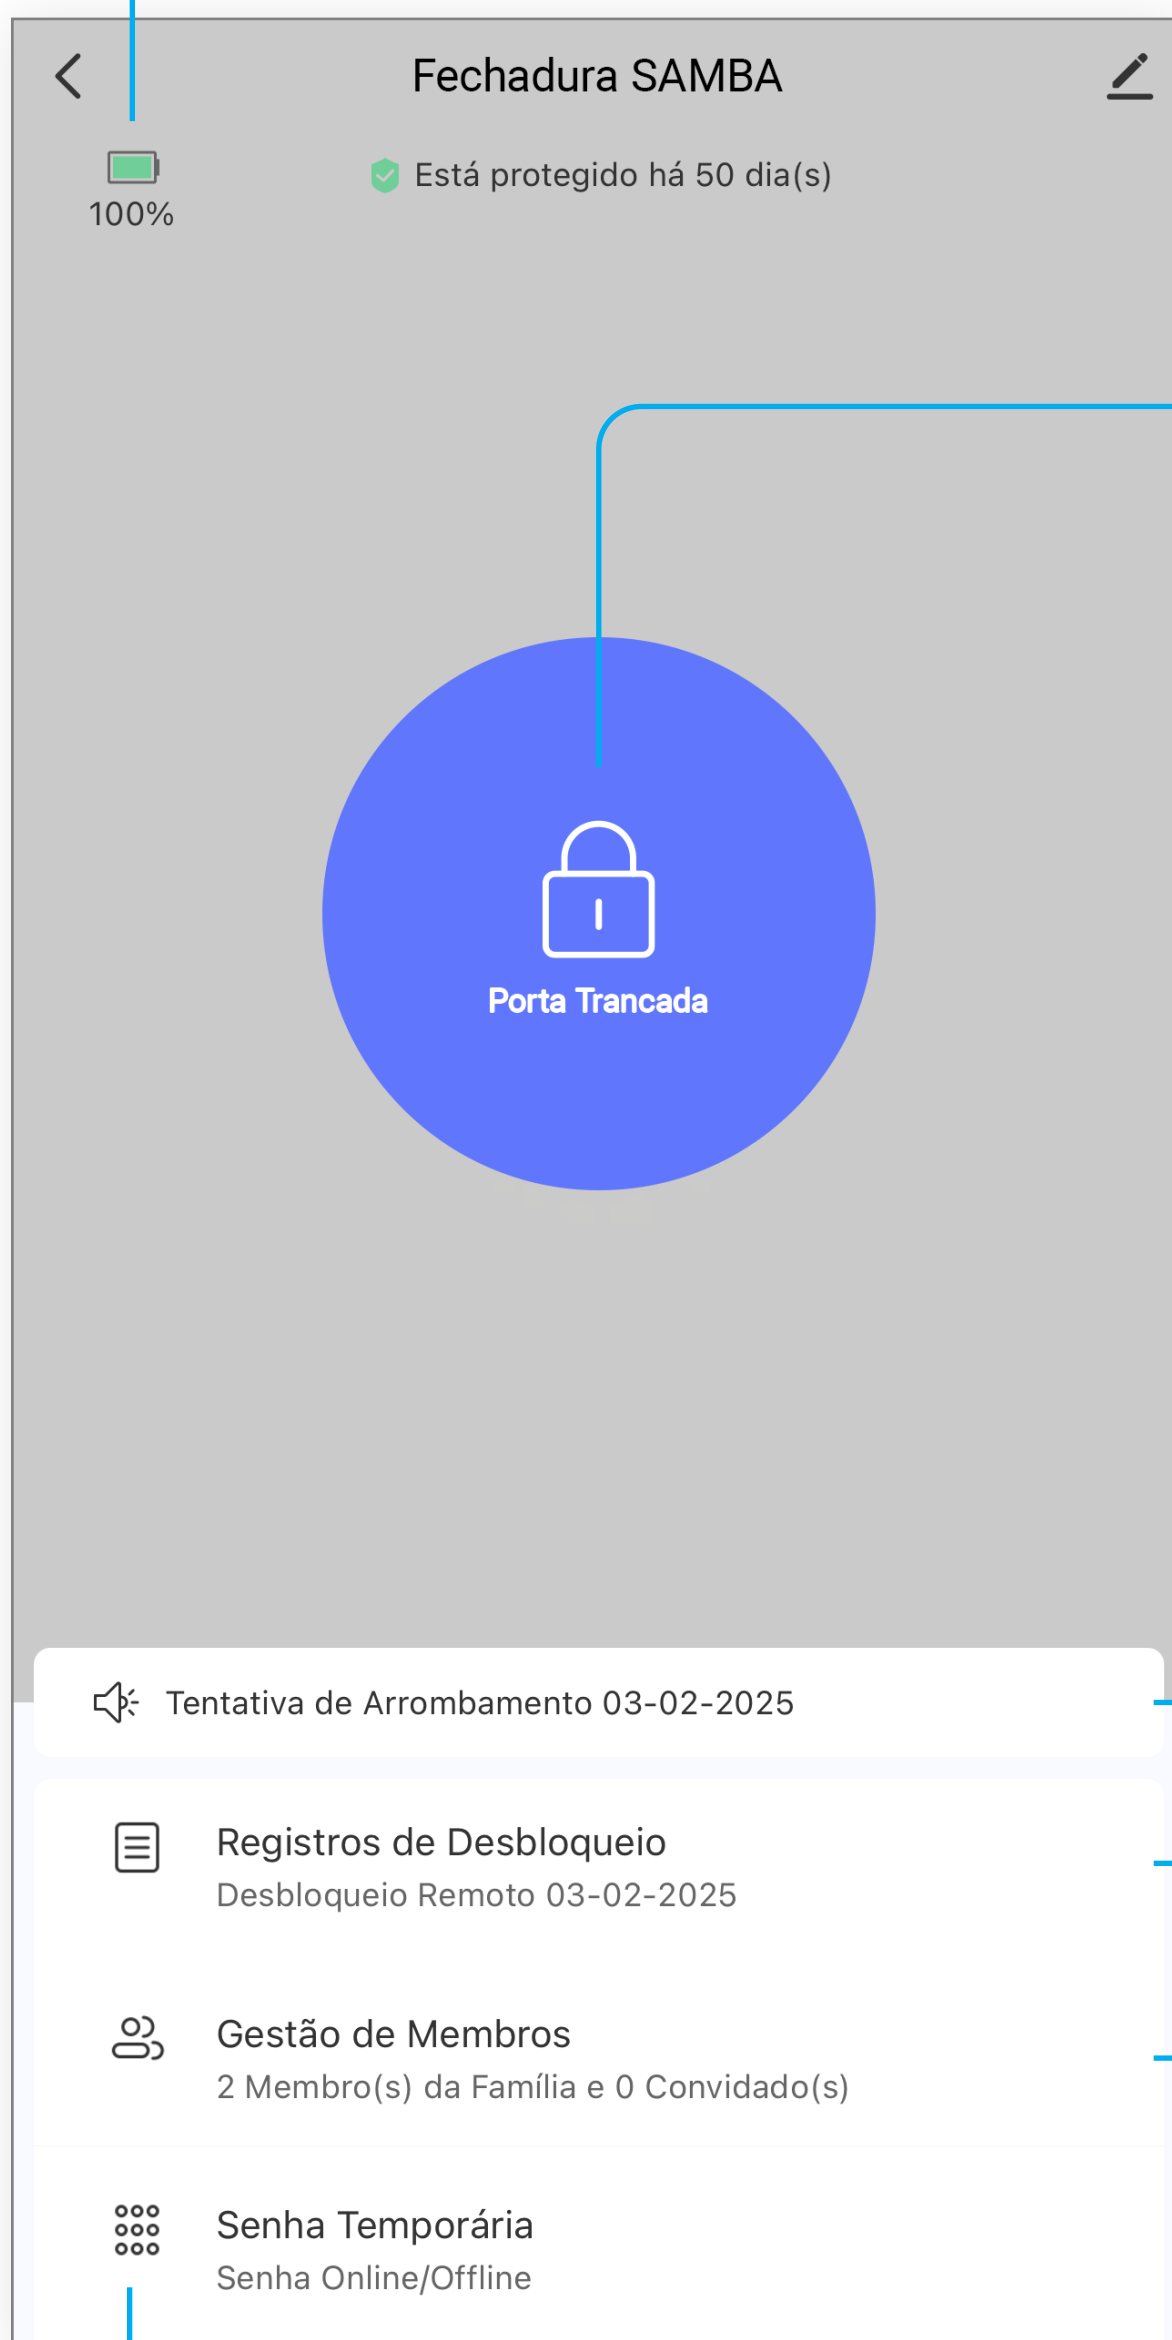 Fechadura SAMBA
Está protegido há 50 dia(s)
100%
Porta Trancada
Tentativa de Arrombamento 03-02-2025
Registros de Desbloqueio
Desbloqueio Remoto 03-02-2025
Gestão de Membros
2 Membro(s) da Família e 0 Convidado(s)
Senha Temporária
Senha Online/Offline